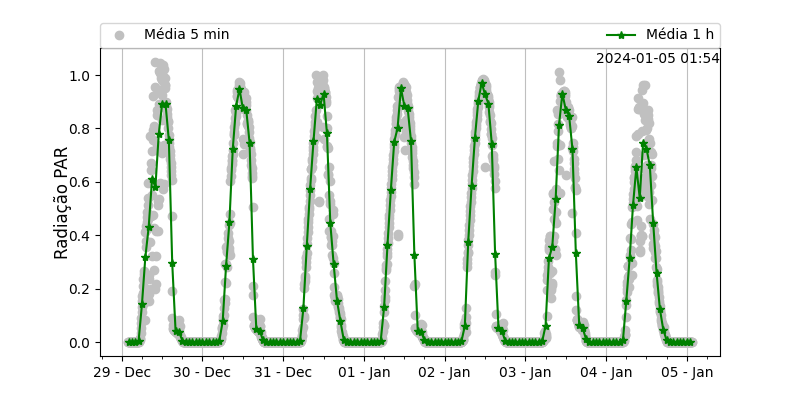 Média 5 min
Média 1 h
2024-01-05 01:54
Radiação PAR
1.0
0.8
0.6
0.4
0.2
0.0
29 - Dec
30 - Dec
31 - Dec
01 - Jan
02 - Jan
03 - Jan
04 - Jan
05 - Jan